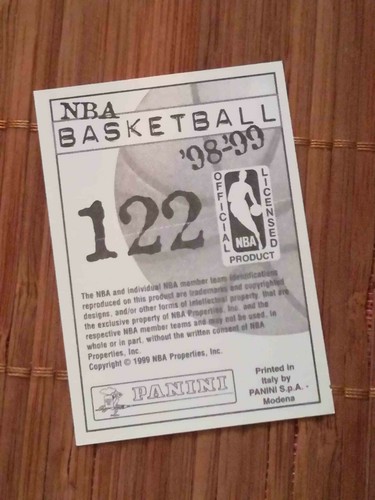 NBA
BASKETBALL
'98-'99
122
OFFICIAL
LICENSED
NBA
PRODUCT
The NBA and individual NBA member team identifications
reproduced on this product are trademarks and copyrighted
designs, and/or other forms of intellectual property, that are
the exclusive property of NBA Properties, Inc. and the
respective NBA member teams and may not be used, in
whole or in part, without the written consent of NBA
Properties, Inc.
Copyright © 1999 NBA Properties, Inc.
PANINI
Printed in
Italy by
PANINI S.p.A. -
Modena